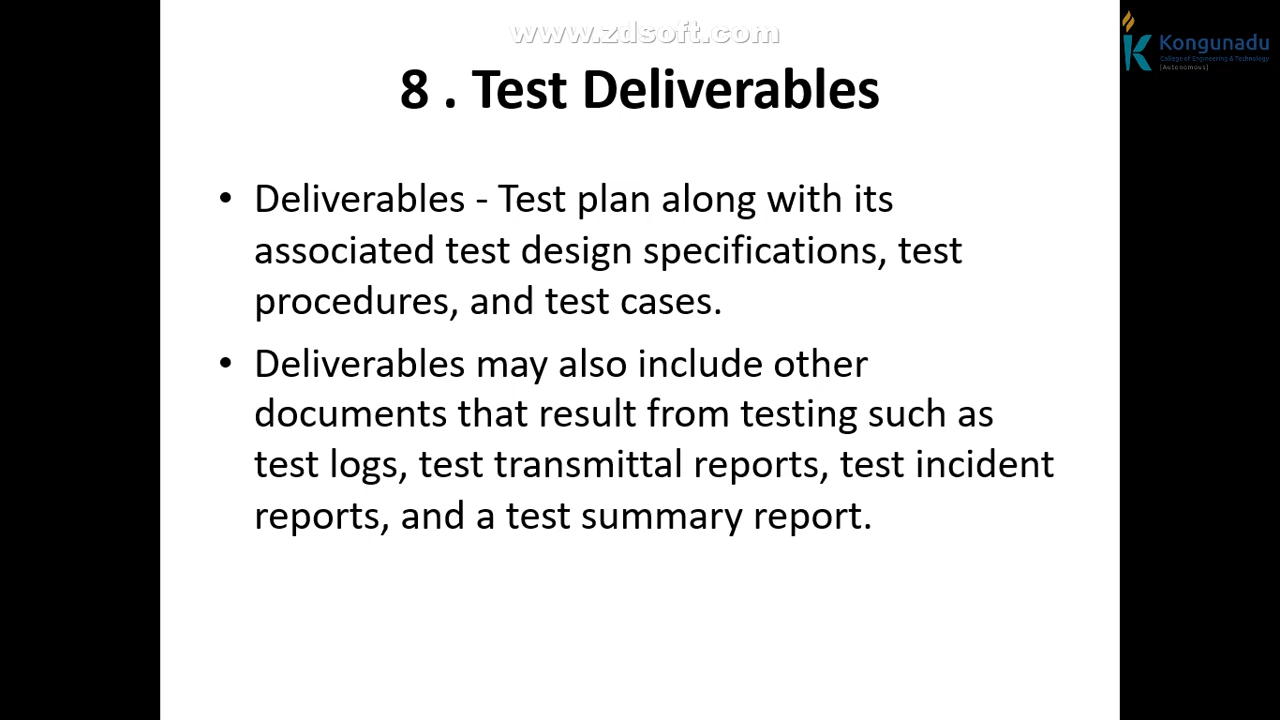 www.zdsoft.com
Kongunadu
College of Engineering & Technology
(Autonomous)
8 . Test Deliverables
• Deliverables - Test plan along with its
associated test design specifications, test
procedures, and test cases.
• Deliverables may also include other
documents that result from testing such as
test logs, test transmittal reports, test incident
reports, and a test summary report.